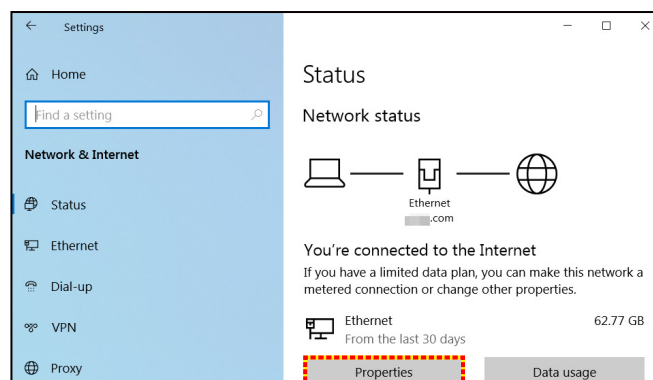 Settings
Home
Find a setting
Network & Internet
Status
Ethernet
Dial-up
VPN
Proxy
Status
Network status
Ethernet
.com
You're connected to the Internet
If you have a limited data plan, you can make this network a
metered connection or change other properties.
Ethernet 62.77 GB
From the last 30 days
Properties Data usage